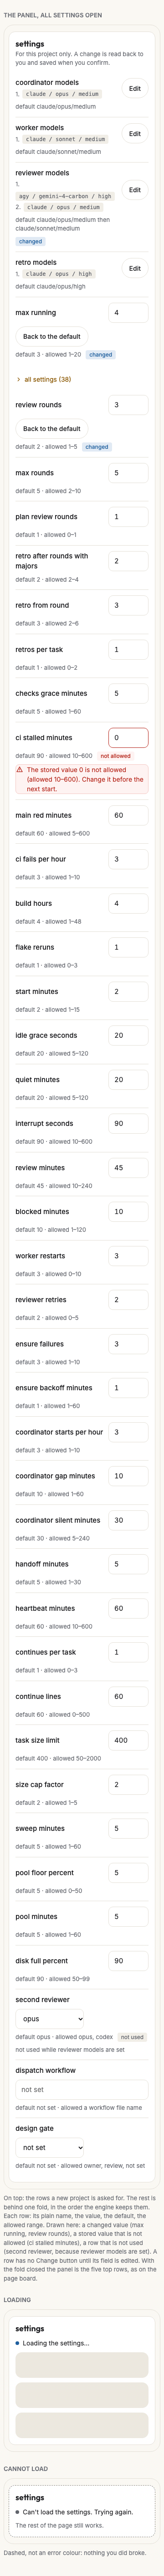 THE PANEL, ALL SETTINGS OPEN
settings
For this project only. A change is read back to
you and saved when you confirm.
coordinator models
1. claude / opus / medium
Edit
default claude/opus/medium
worker models
1. claude / sonnet / medium
Edit
default claude/sonnet/medium
reviewer models
1.
agy / gemini-4-carbon / high
2. claude / opus / medium
Edit
default claude/opus/medium then
claude/sonnet/medium
changed
retro models
1. claude / opus / high
Edit
default claude/opus/high
max running
4
Back to the default
default 3 · allowed 1–20 changed
› all settings (38)
review rounds
3
Back to the default
default 2 · allowed 1–5 changed
max rounds
5
default 5 · allowed 2–10
plan review rounds
1
default 1 · allowed 0–1
retro after rounds with
majors
2
default 2 · allowed 2–4
retro from round
3
default 3 · allowed 2–6
retros per task
1
default 1 · allowed 0–2
checks grace minutes
5
default 5 · allowed 1–60
ci stalled minutes
0
default 90 · allowed 10–600 not allowed
The stored value 0 is not allowed
(allowed 10–600). Change it before the
next start.
main red minutes
60
default 60 · allowed 5–600
ci fails per hour
3
default 3 · allowed 1–10
build hours
4
default 4 · allowed 1–48
flake reruns
1
default 1 · allowed 0–3
start minutes
2
default 2 · allowed 1–15
idle grace seconds
20
default 20 · allowed 5–120
quiet minutes
20
default 20 · allowed 5–120
interrupt seconds
90
default 90 · allowed 10–600
review minutes
45
default 45 · allowed 10–240
blocked minutes
10
default 10 · allowed 1–120
worker restarts
3
default 3 · allowed 0–10
reviewer retries
2
default 2 · allowed 0–5
ensure failures
3
default 3 · allowed 1–10
ensure backoff minutes
1
default 1 · allowed 1–60
coordinator starts per hour
3
default 3 · allowed 1–10
coordinator gap minutes
10
default 10 · allowed 1–60
coordinator silent minutes
30
default 30 · allowed 5–240
handoff minutes
5
default 5 · allowed 1–30
heartbeat minutes
60
default 60 · allowed 10–600
continues per task
1
default 1 · allowed 0–3
continue lines
60
default 60 · allowed 0–500
task size limit
400
default 400 · allowed 50–2000
size cap factor
2
default 2 · allowed 1–5
sweep minutes
5
default 5 · allowed 1–60
pool floor percent
5
default 5 · allowed 0–50
pool minutes
5
default 5 · allowed 1–60
disk full percent
90
default 90 · allowed 50–99
second reviewer
opus
default opus · allowed opus, codex not used
not used while reviewer models are set
dispatch workflow
not set
default not set · allowed a workflow file name
design gate
not set
default not set · allowed owner, review, not set
On top: the rows a new project is asked for. The rest is
behind one fold, in the order the engine keeps them.
Each row: its plain name, the value, the default, the
allowed range. Drawn here: a changed value (max
running, review rounds), a stored value that is not
allowed (ci stalled minutes), a row that is not used
(second reviewer, because reviewer models are set). A
row has no Change button until its field is edited. With
the fold closed the panel is the five top rows, as on the
page board.
LOADING
settings
Loading the settings...
CANNOT LOAD
settings
Can't load the settings. Trying again.
The rest of the page still works.
Dashed, not an error colour: nothing you did broke.